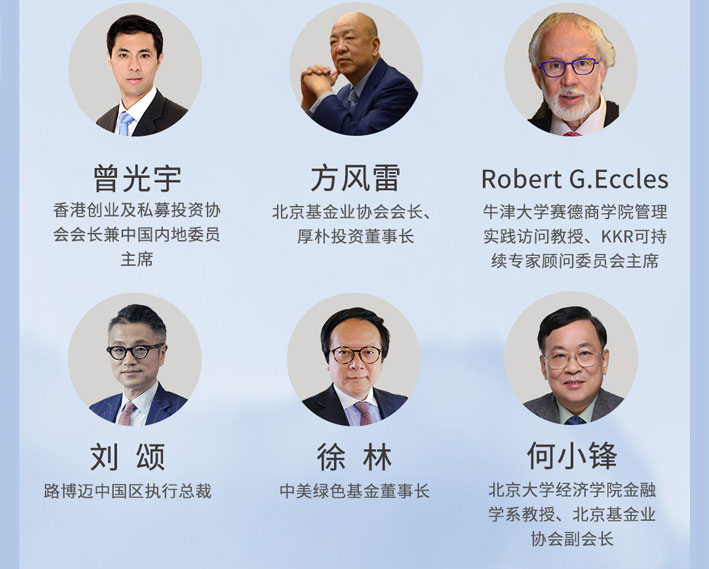 曾光宇
香港创业及私募投资协
会会长兼中国内地委员
主席
方风雷
北京基金业协会会长、
厚朴投资董事长
Robert G.Eccles
牛津大学赛德商学院管理
实践访问教授、KKR可持
续专家顾问委员会主席
刘 颂
路博迈中国区执行总裁
徐 林
中美绿色基金董事长
何小锋
北京大学经济学院金融
学系教授、北京基金业
协会副会长